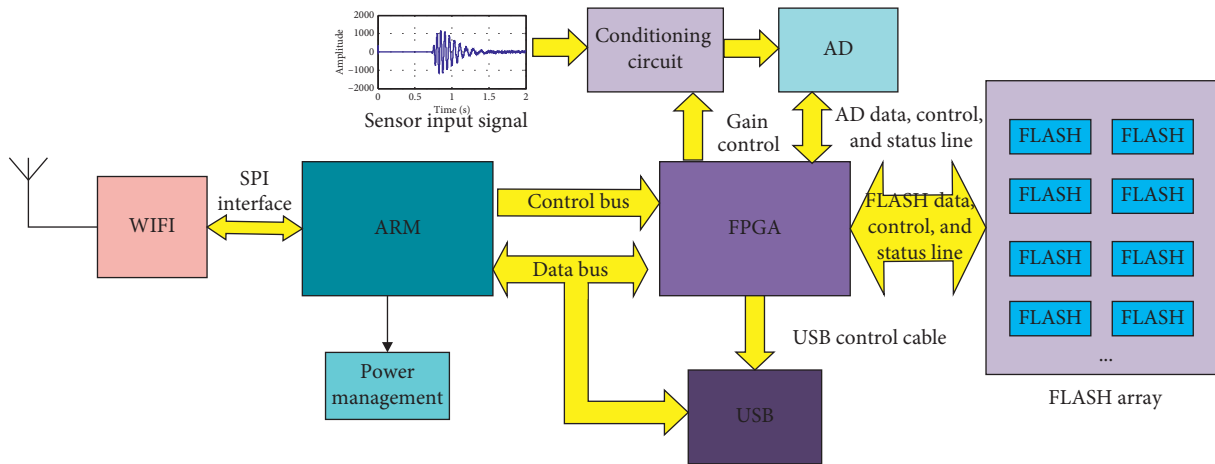 2000
1000
0
−1000
−2000
Amplitude
0
0.5
1
1.5
2
Time (s)
Sensor input signal
Conditioning
circuit
AD
Gain
control
AD data, control,
and status line
SPI
interface
WIFI
ARM
Control bus
Data bus
FPGA
FLASH data,
control, and
status line
FLASH
FLASH
FLASH
FLASH
FLASH
FLASH
FLASH
FLASH
...
FLASH array
Power
management
USB control cable
USB